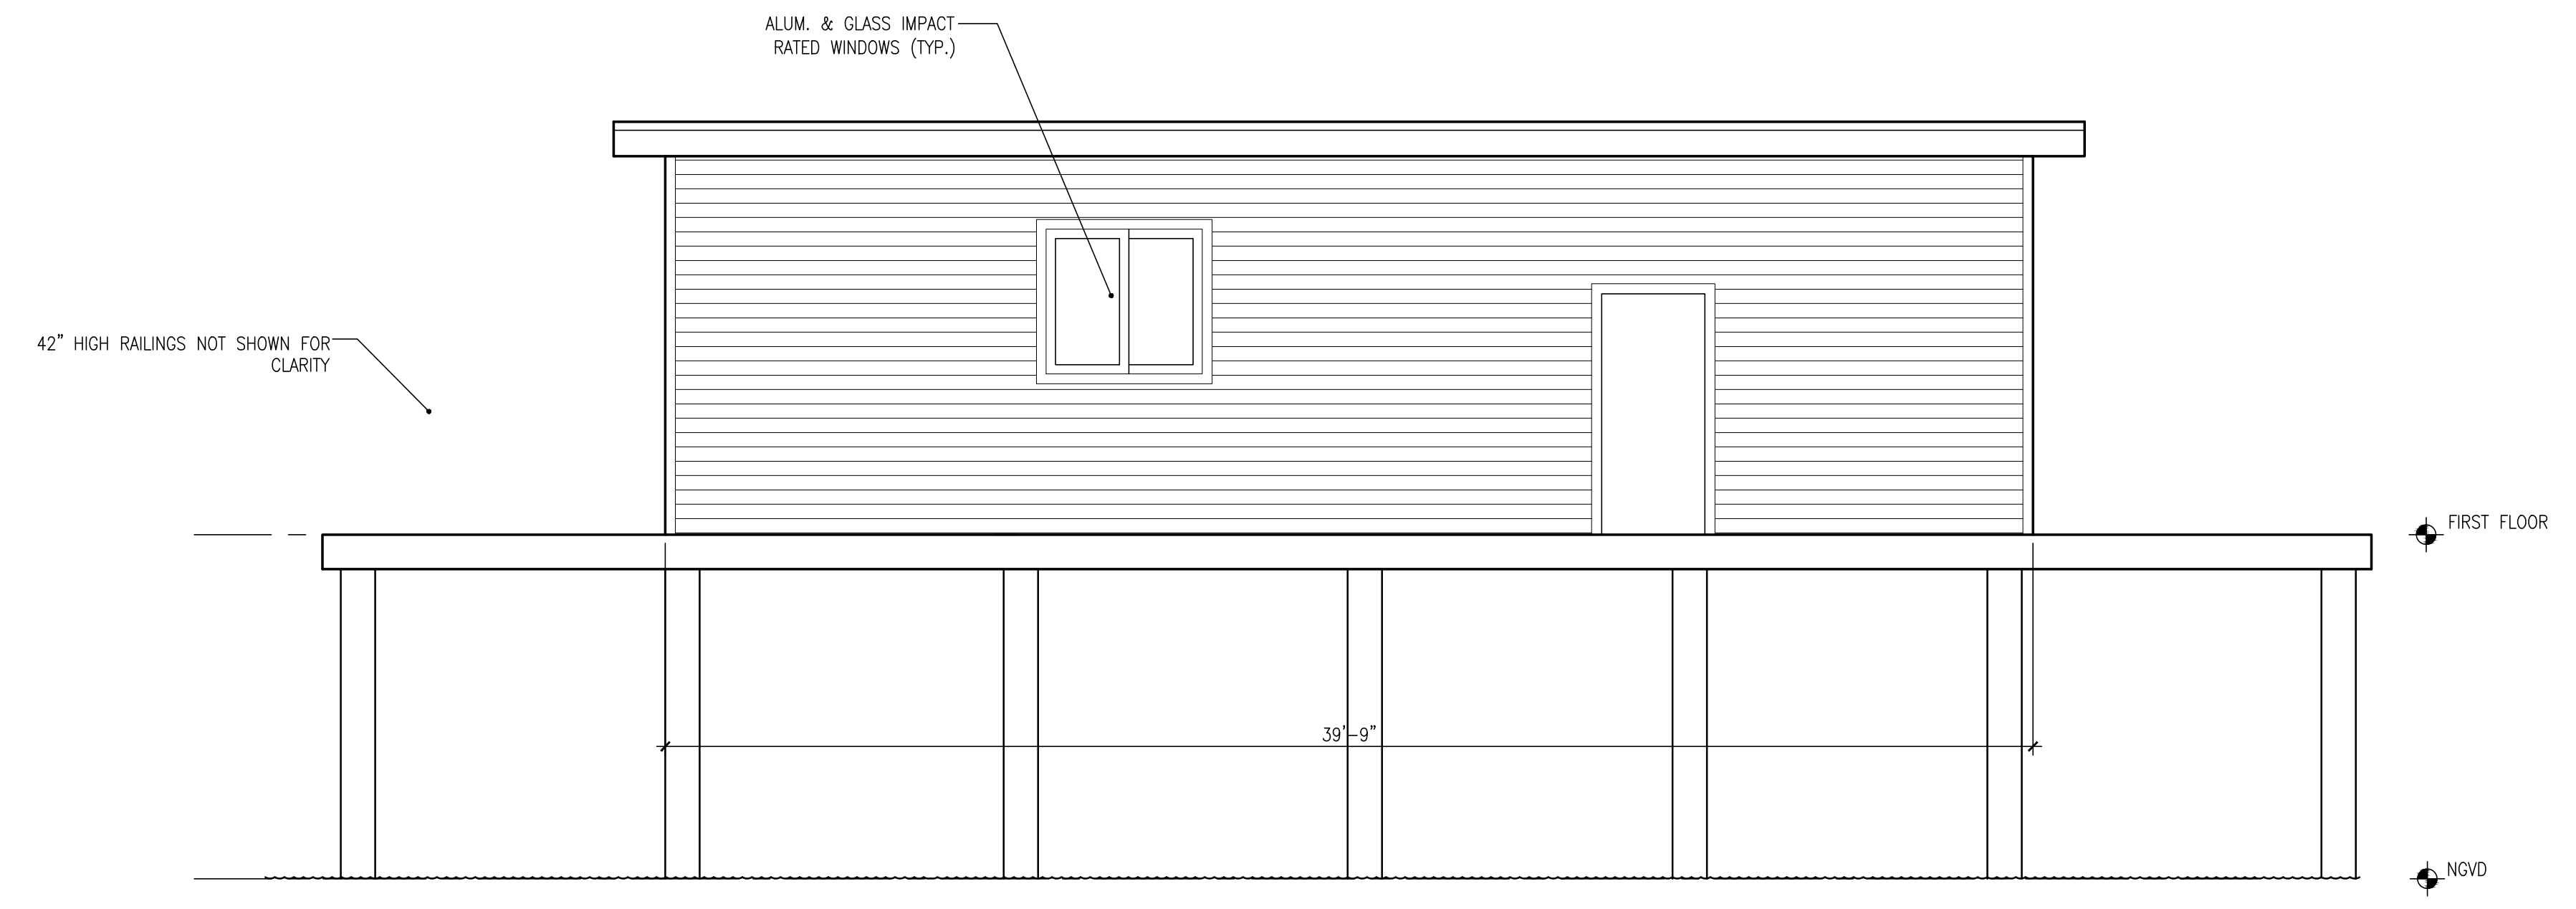 ALUM. & GLASS IMPACT
RATED WINDOWS (TYP.)
42" HIGH RAILINGS NOT SHOWN FOR
CLARITY
FIRST FLOOR
39'-9"
NGVD